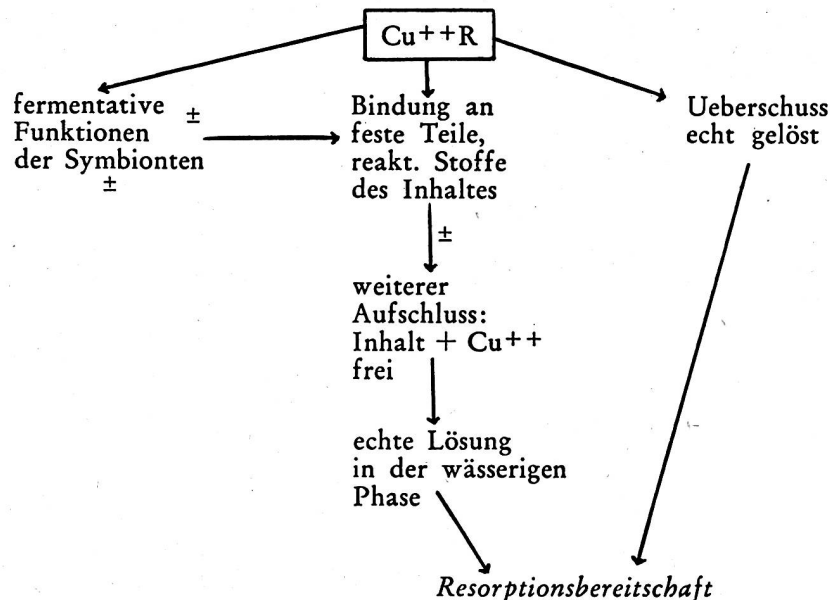 Cu++R
fermentative ±
Funktionen
der Symbionten
±
Bindung an
feste Teile,
reakt. Stoffe
des Inhaltes
Ueberschuss
echt gelöst
±
weiterer
Aufschluss:
Inhalt + Cu++
frei
echte Lösung
in der wässerigen
Phase
Resorptionsbereitschaft